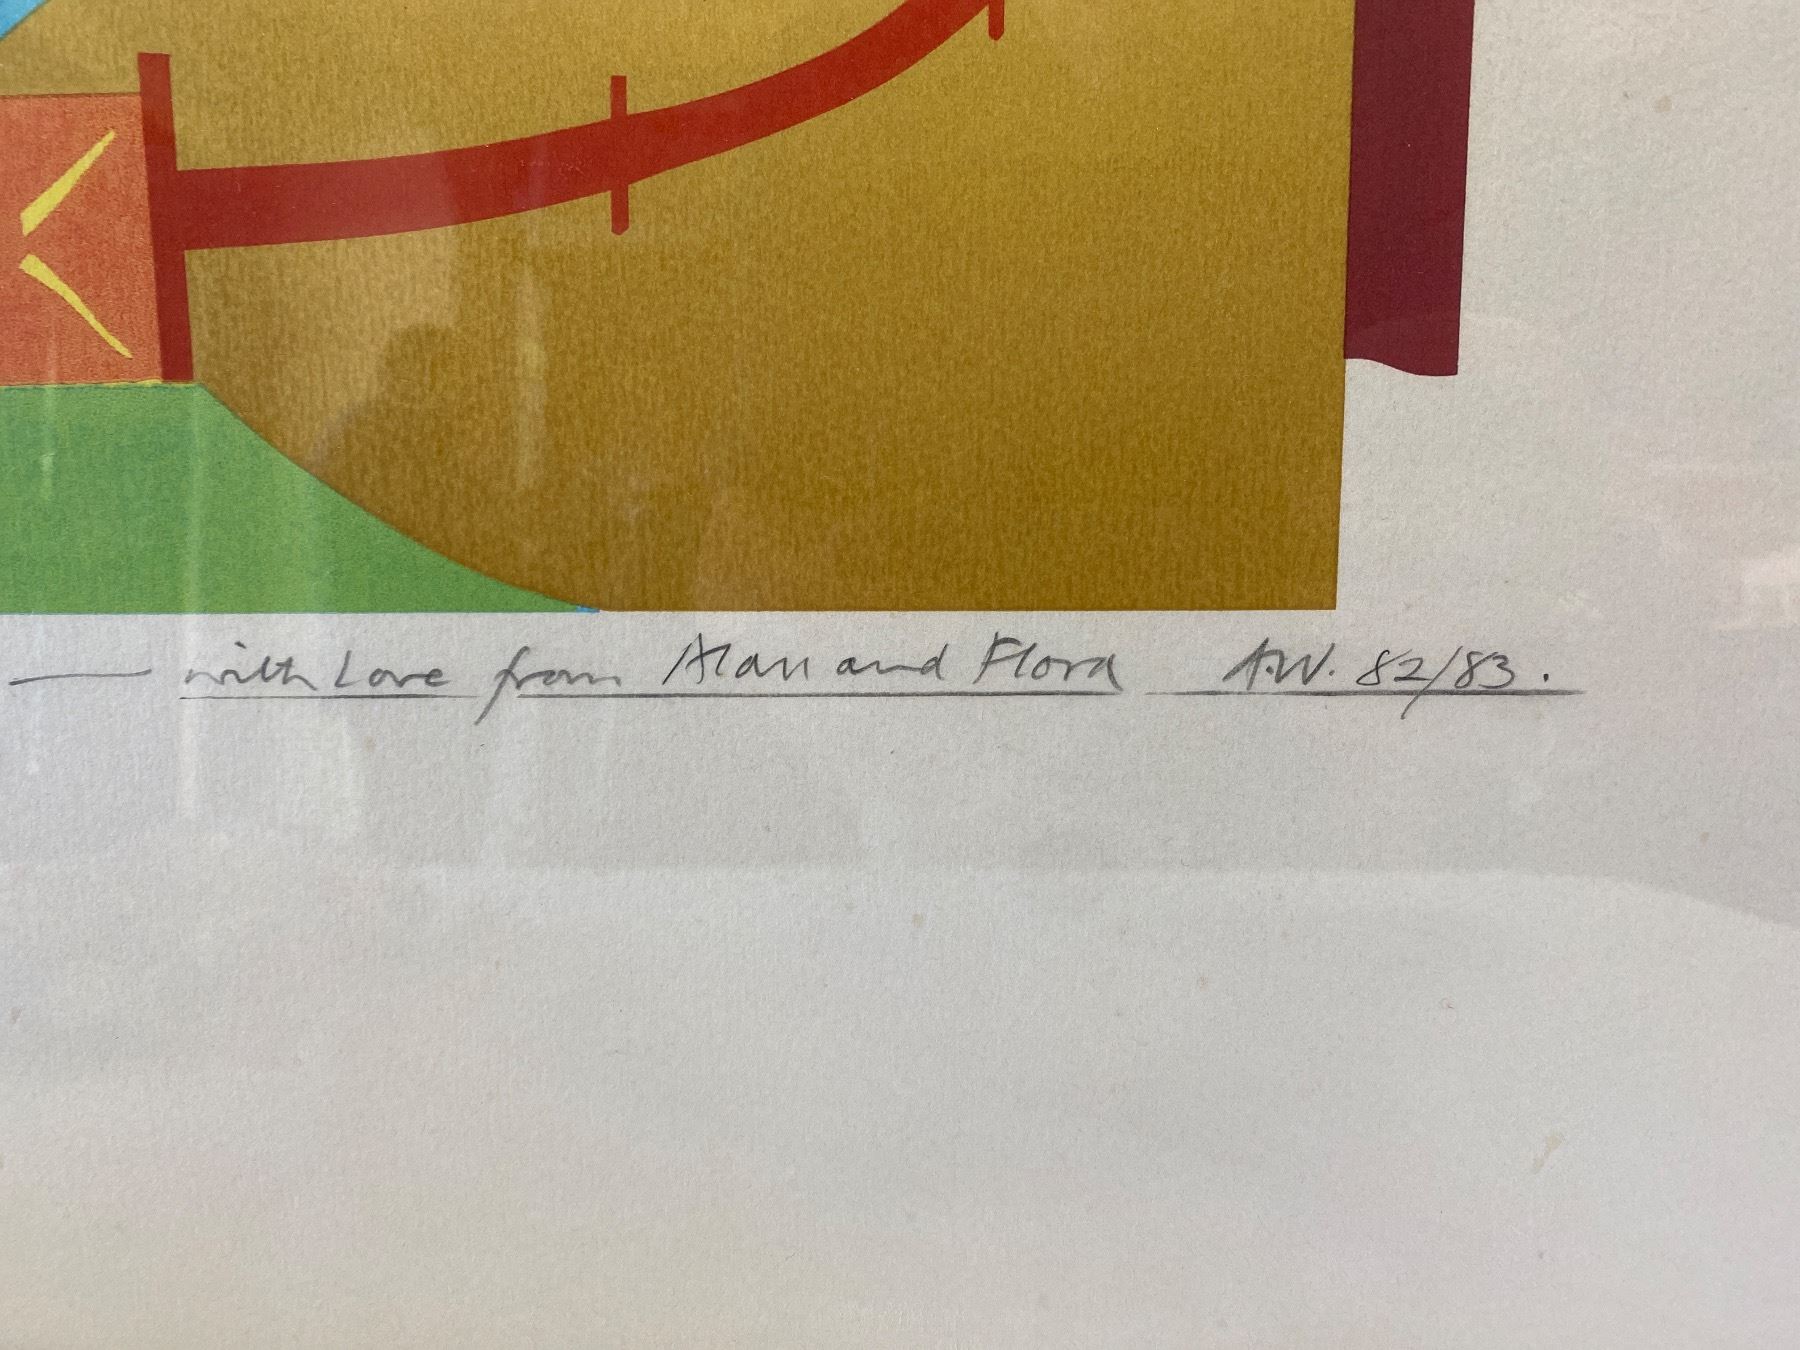 — with Love from Alan and Flora A.W. 82/83.